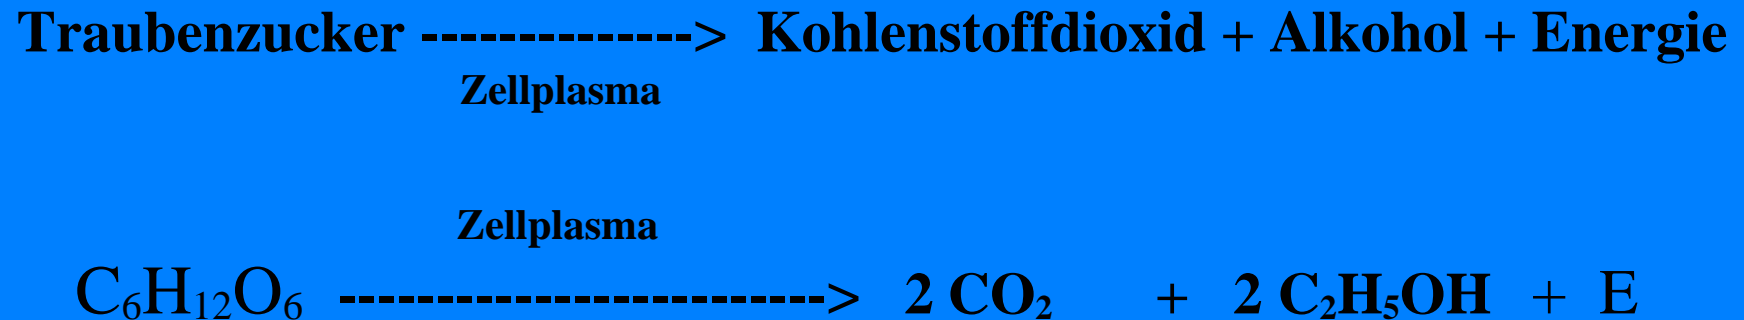 Traubenzucker --------------> Kohlenstoffdioxid + Alkohol + Energie
Zellplasma
Zellplasma
C₆H₁₂O₆ -------------------------> 2 CO₂ + 2 C₂H₅OH + E